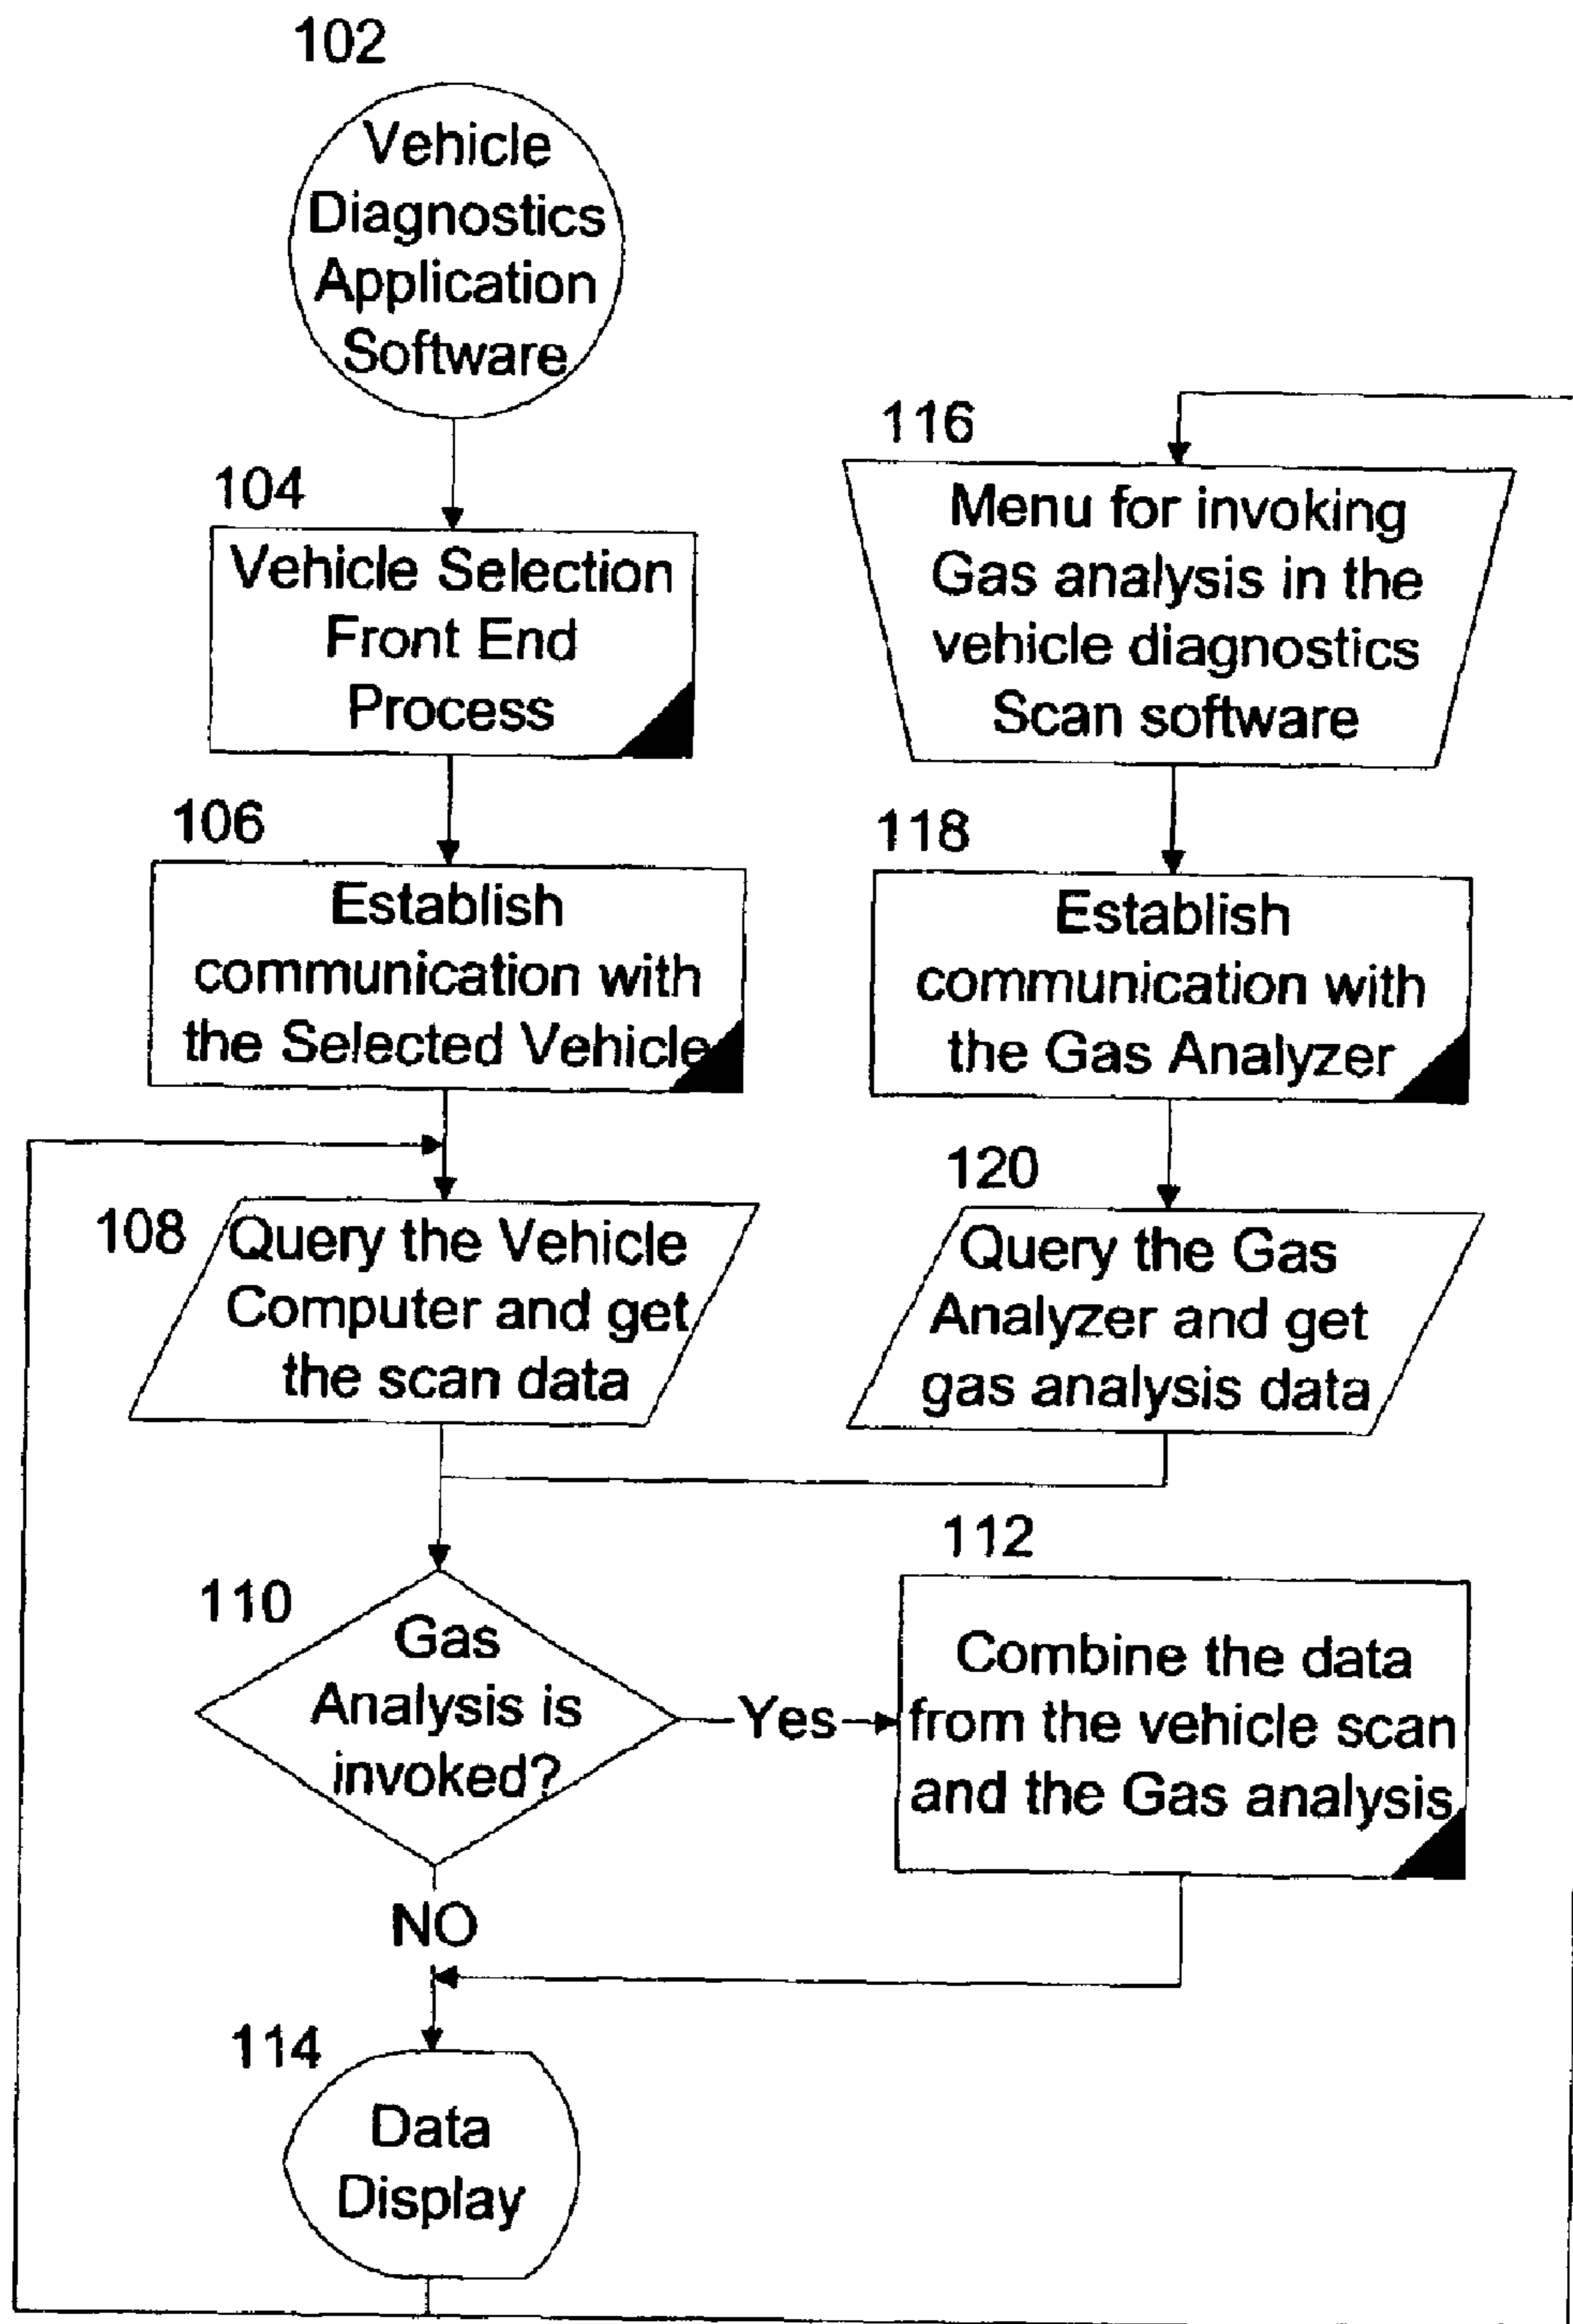 102
Vehicle
Diagnostics
Application
Software
104
Vehicle Selection
Front End
Process
106
Establish
communication with
the Selected Vehicle
108
Query the Vehicle
Computer and get
the scan data
110
Gas
Analysis is
invoked?
Yes
NO
112
Combine the data
from the vehicle scan
and the Gas analysis
114
Data
Display
116
Menu for invoking
Gas analysis in the
vehicle diagnostics
Scan software
118
Establish
communication with
the Gas Analyzer
120
Query the Gas
Analyzer and get
gas analysis data